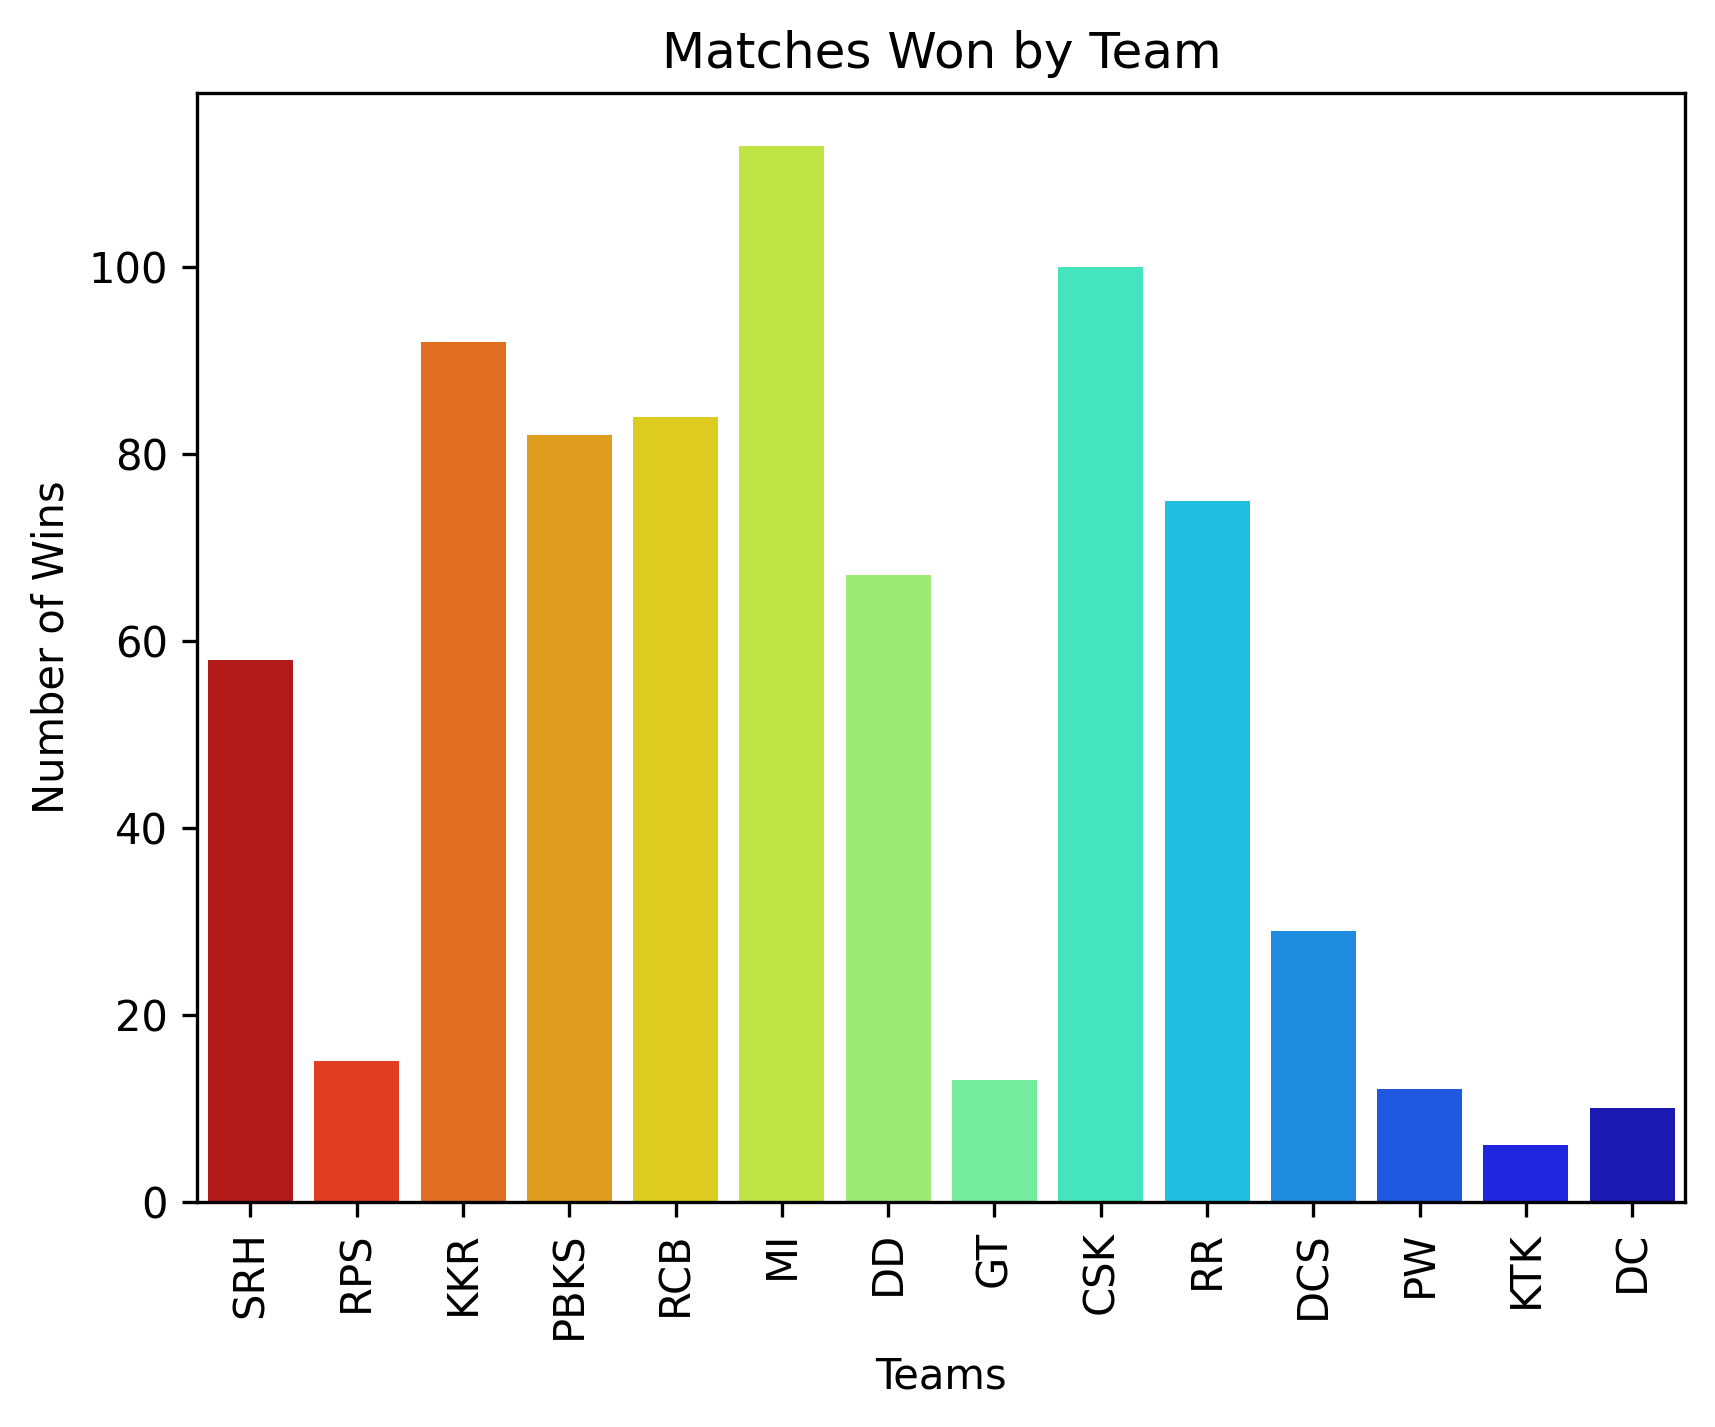 Matches Won by Team
Number of Wins
100
80
60
40
20
0
SRH
RPS
KKR
PBKS
RCB
MI
DD
GT
CSK
RR
DCS
PW
KTK
DC
Teams